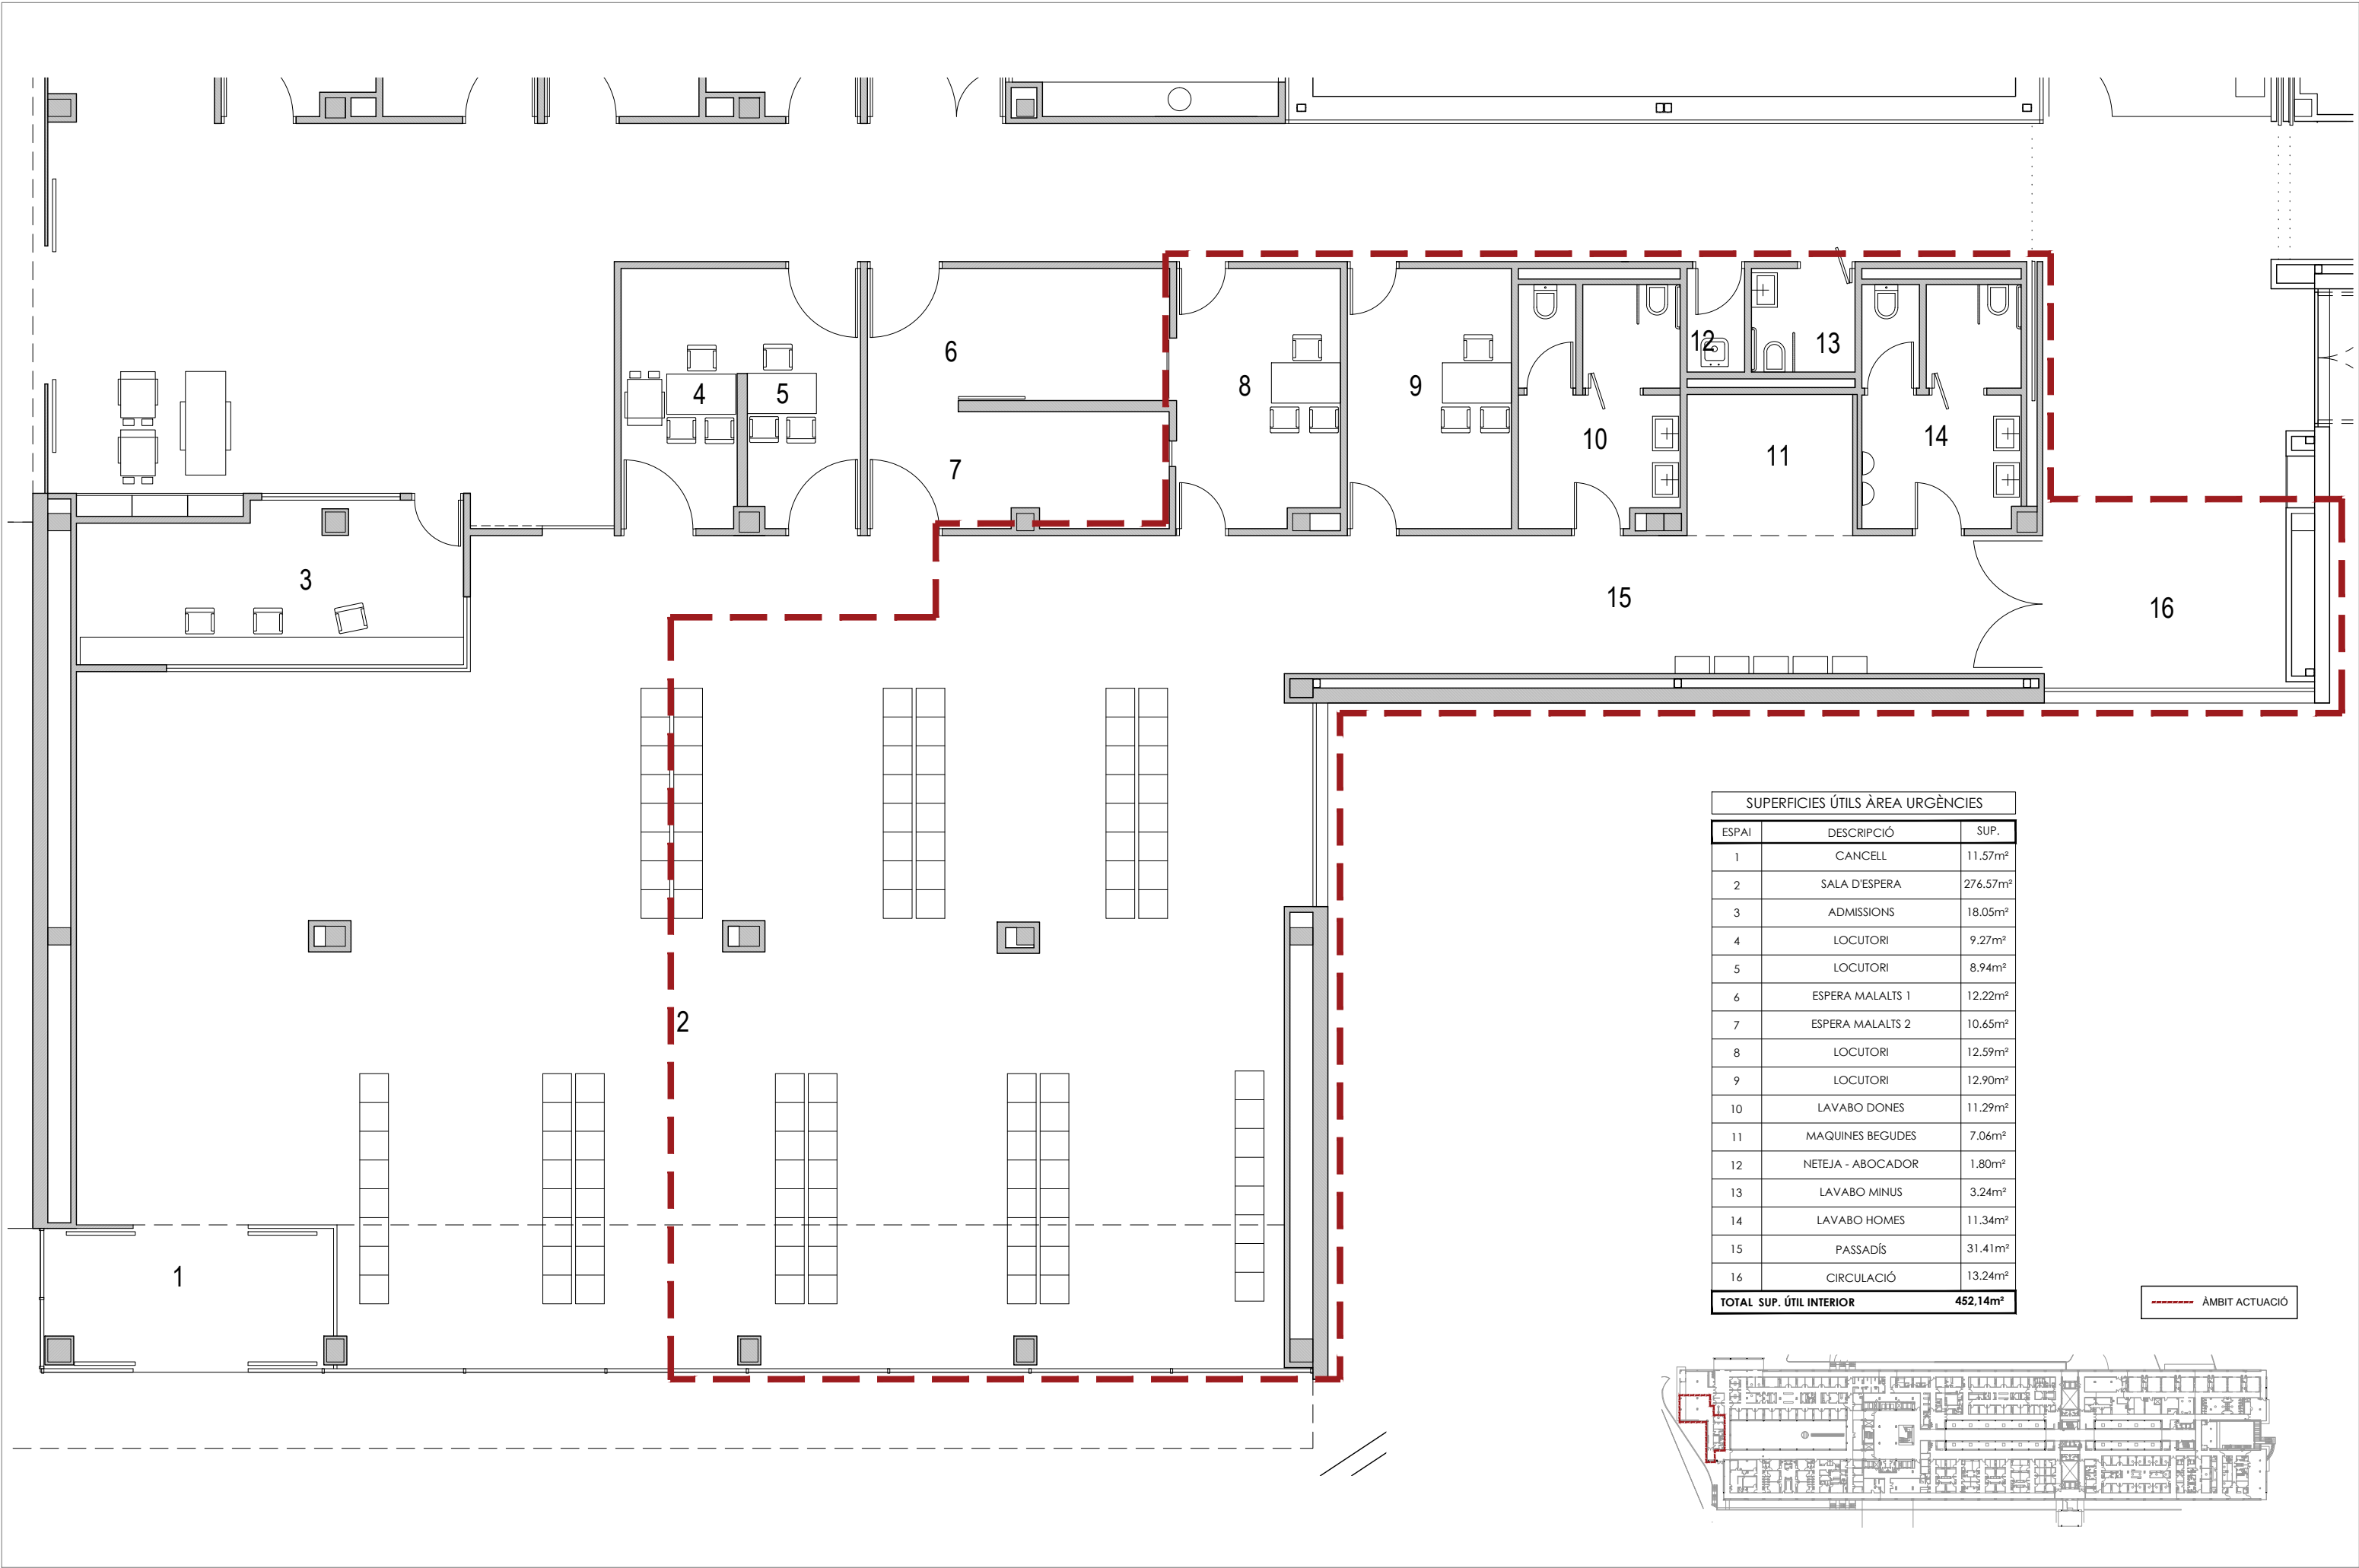 6
12
13
8
9
4
5
10
14
11
7
3
15
16
2
1
SUPERFICIES ÚTILS ÀREA URGÈNCIES
ESPAI DESCRIPCIÓ SUP.
1 CANCELL 11.57m²
2 SALA D'ESPERA 276.57m²
3 ADMISSIONS 18.05m²
4 LOCUTORI 9.27m²
5 LOCUTORI 8.94m²
6 ESPERA MALALTS 1 12.22m²
7 ESPERA MALALTS 2 10.65m²
8 LOCUTORI 12.59m²
9 LOCUTORI 12.90m²
10 LAVABO DONES 11.29m²
11 MAQUINES BEGUDES 7.06m²
12 NETEJA - ABOCADOR 1.80m²
13 LAVABO MINUS 3.24m²
14 LAVABO HOMES 11.34m²
15 PASSADÍS 31.41m²
16 CIRCULACIÓ 13.24m²
TOTAL SUP. ÚTIL INTERIOR 452,14m²
ÀMBIT ACTUACIÓ